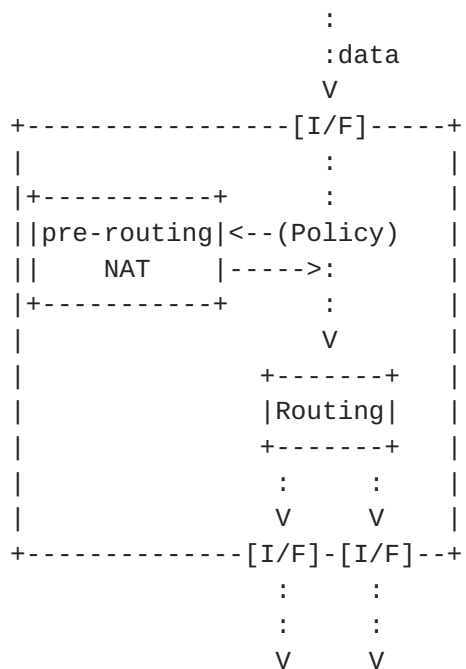 :
:data
V
+-----------------[I/F]-----+
|                   :       |
|+-----------+      :       |
||pre-routing|<--(Policy)   |
||    NAT    |----->:       |
|+-----------+      :       |
|                   V       |
|               +-------+   |
|               |Routing|   |
|               +-------+   |
|                :     :    |
|                V     V    |
+---------------[I/F]-[I/F]--+
:     :
:     :
V     V